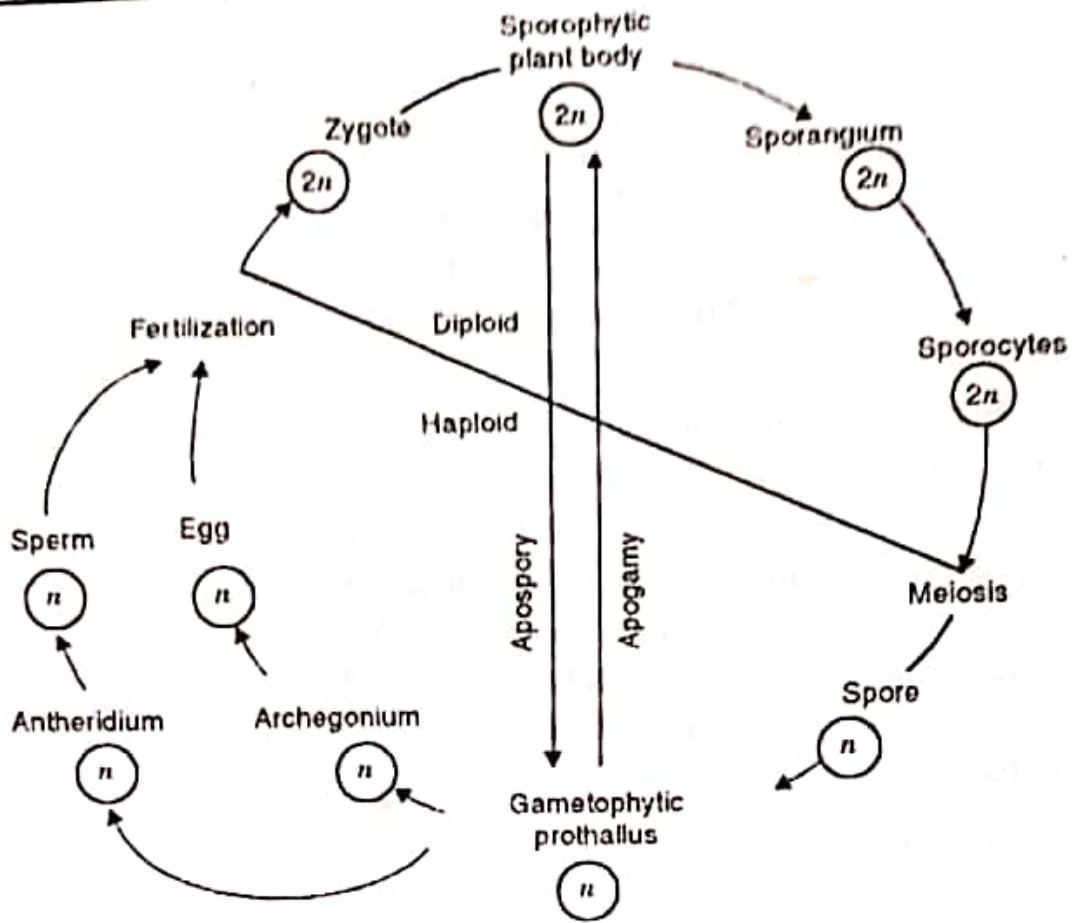 Sporophytic
plant body
2n
Zygote
2n
Sporangium
2n
Sporocytes
2n
Diploid
Haploid
Fertilization
Sperm
n
Egg
n
Apospory
Apogamy
Meiosis
Spore
n
Antheridium
n
Archegonium
n
Gametophytic
prothallus
n